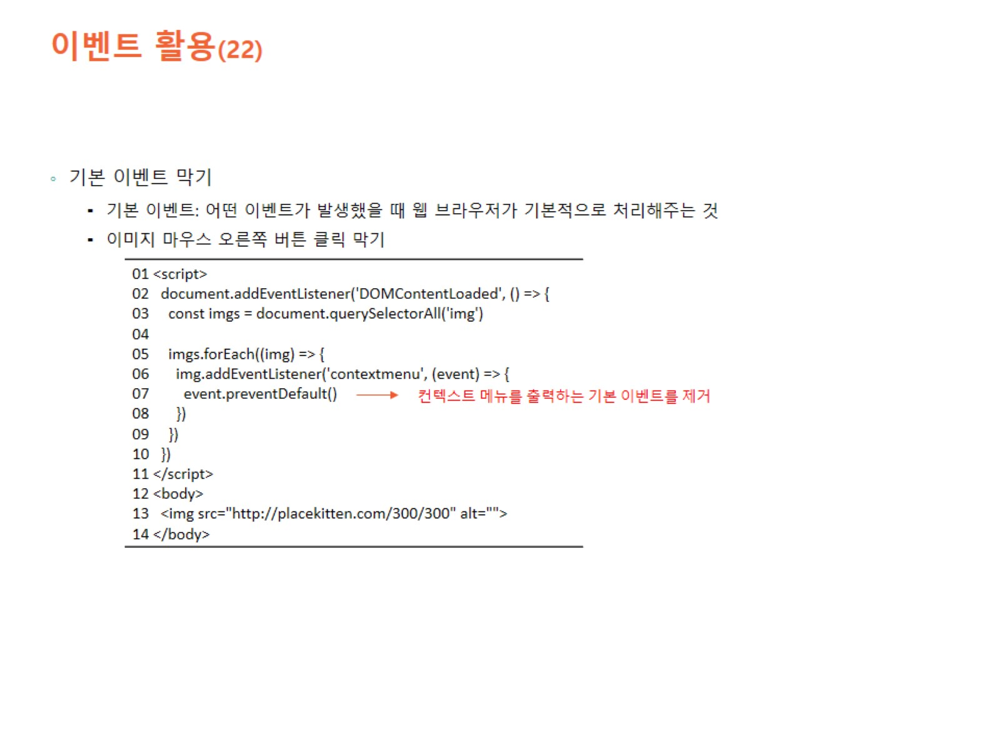 이벤트 활용(22)
◦ 기본 이벤트 막기
▪ 기본 이벤트: 어떤 이벤트가 발생했을 때 웹 브라우저가 기본적으로 처리해주는 것
▪ 이미지 마우스 오른쪽 버튼 클릭 막기
01 <script>
02   document.addEventListener('DOMContentLoaded', () => {
03     const imgs = document.querySelectorAll('img')
04
05     imgs.forEach((img) => {
06       img.addEventListener('contextmenu', (event) => {
07         event.preventDefault() → 컨텍스트 메뉴를 출력하는 기본 이벤트를 제거
08       })
09     })
10   })
11 </script>
12 <body>
13   <img src="http://placekitten.com/300/300" alt="">
14 </body>